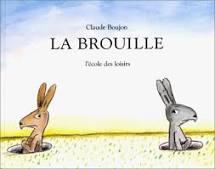 Claude Boujon
LA BROUILLE
l'école des loisirs